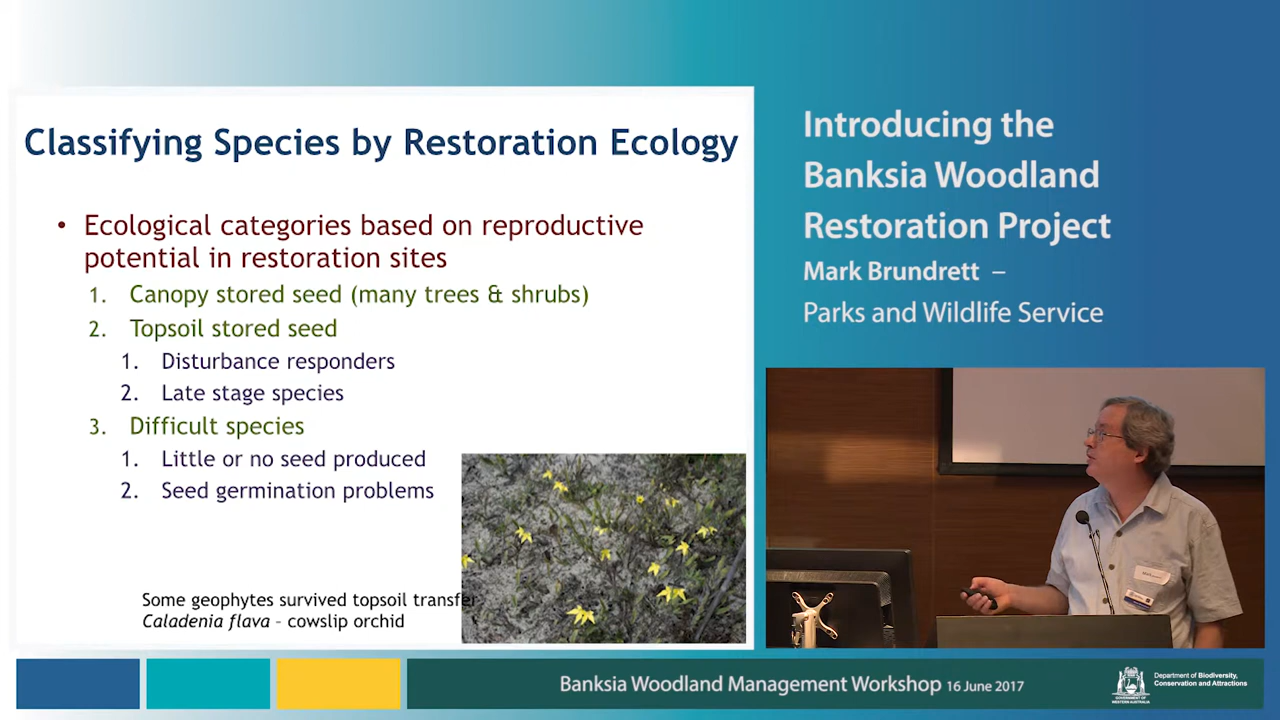 Classifying Species by Restoration Ecology
• Ecological categories based on reproductive
potential in restoration sites
1. Canopy stored seed (many trees & shrubs)
2. Topsoil stored seed
1. Disturbance responders
2. Late stage species
3. Difficult species
1. Little or no seed produced
2. Seed germination problems
Some geophytes survived topsoil transfer
Caladenia flava – cowslip orchid
Introducing the
Banksia Woodland
Restoration Project
Mark Brundrett –
Parks and Wildlife Service
Banksia Woodland Management Workshop 16 June 2017
GOVERNMENT OF
WESTERN AUSTRALIA
Department of Biodiversity,
Conservation and Attractions